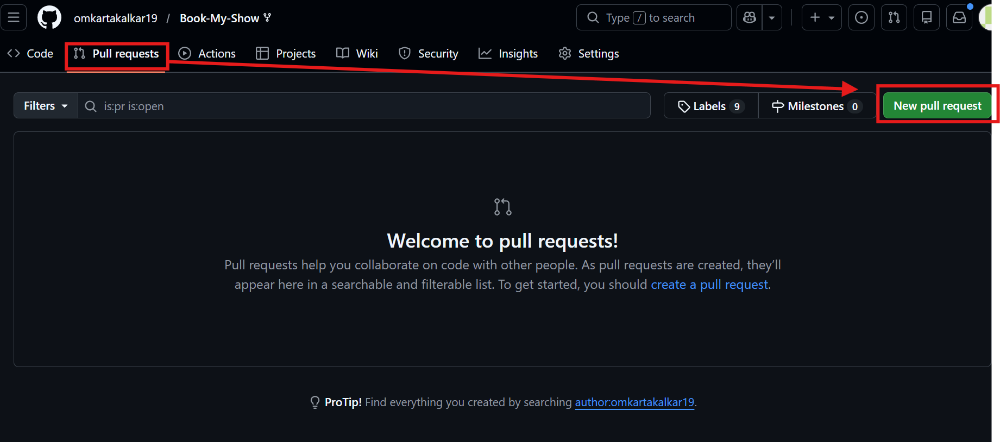 omkartakalkar19 / Book-My-Show
Type / to search
Code Pull requests Actions Projects Wiki Security Insights Settings
Filters is:pr is:open Labels 9 Milestones 0 New pull request
Welcome to pull requests!
Pull requests help you collaborate on code with other people. As pull requests are created, they’ll
appear here in a searchable and filterable list. To get started, you should create a pull request.
ProTip! Find everything you created by searching author:omkartakalkar19.